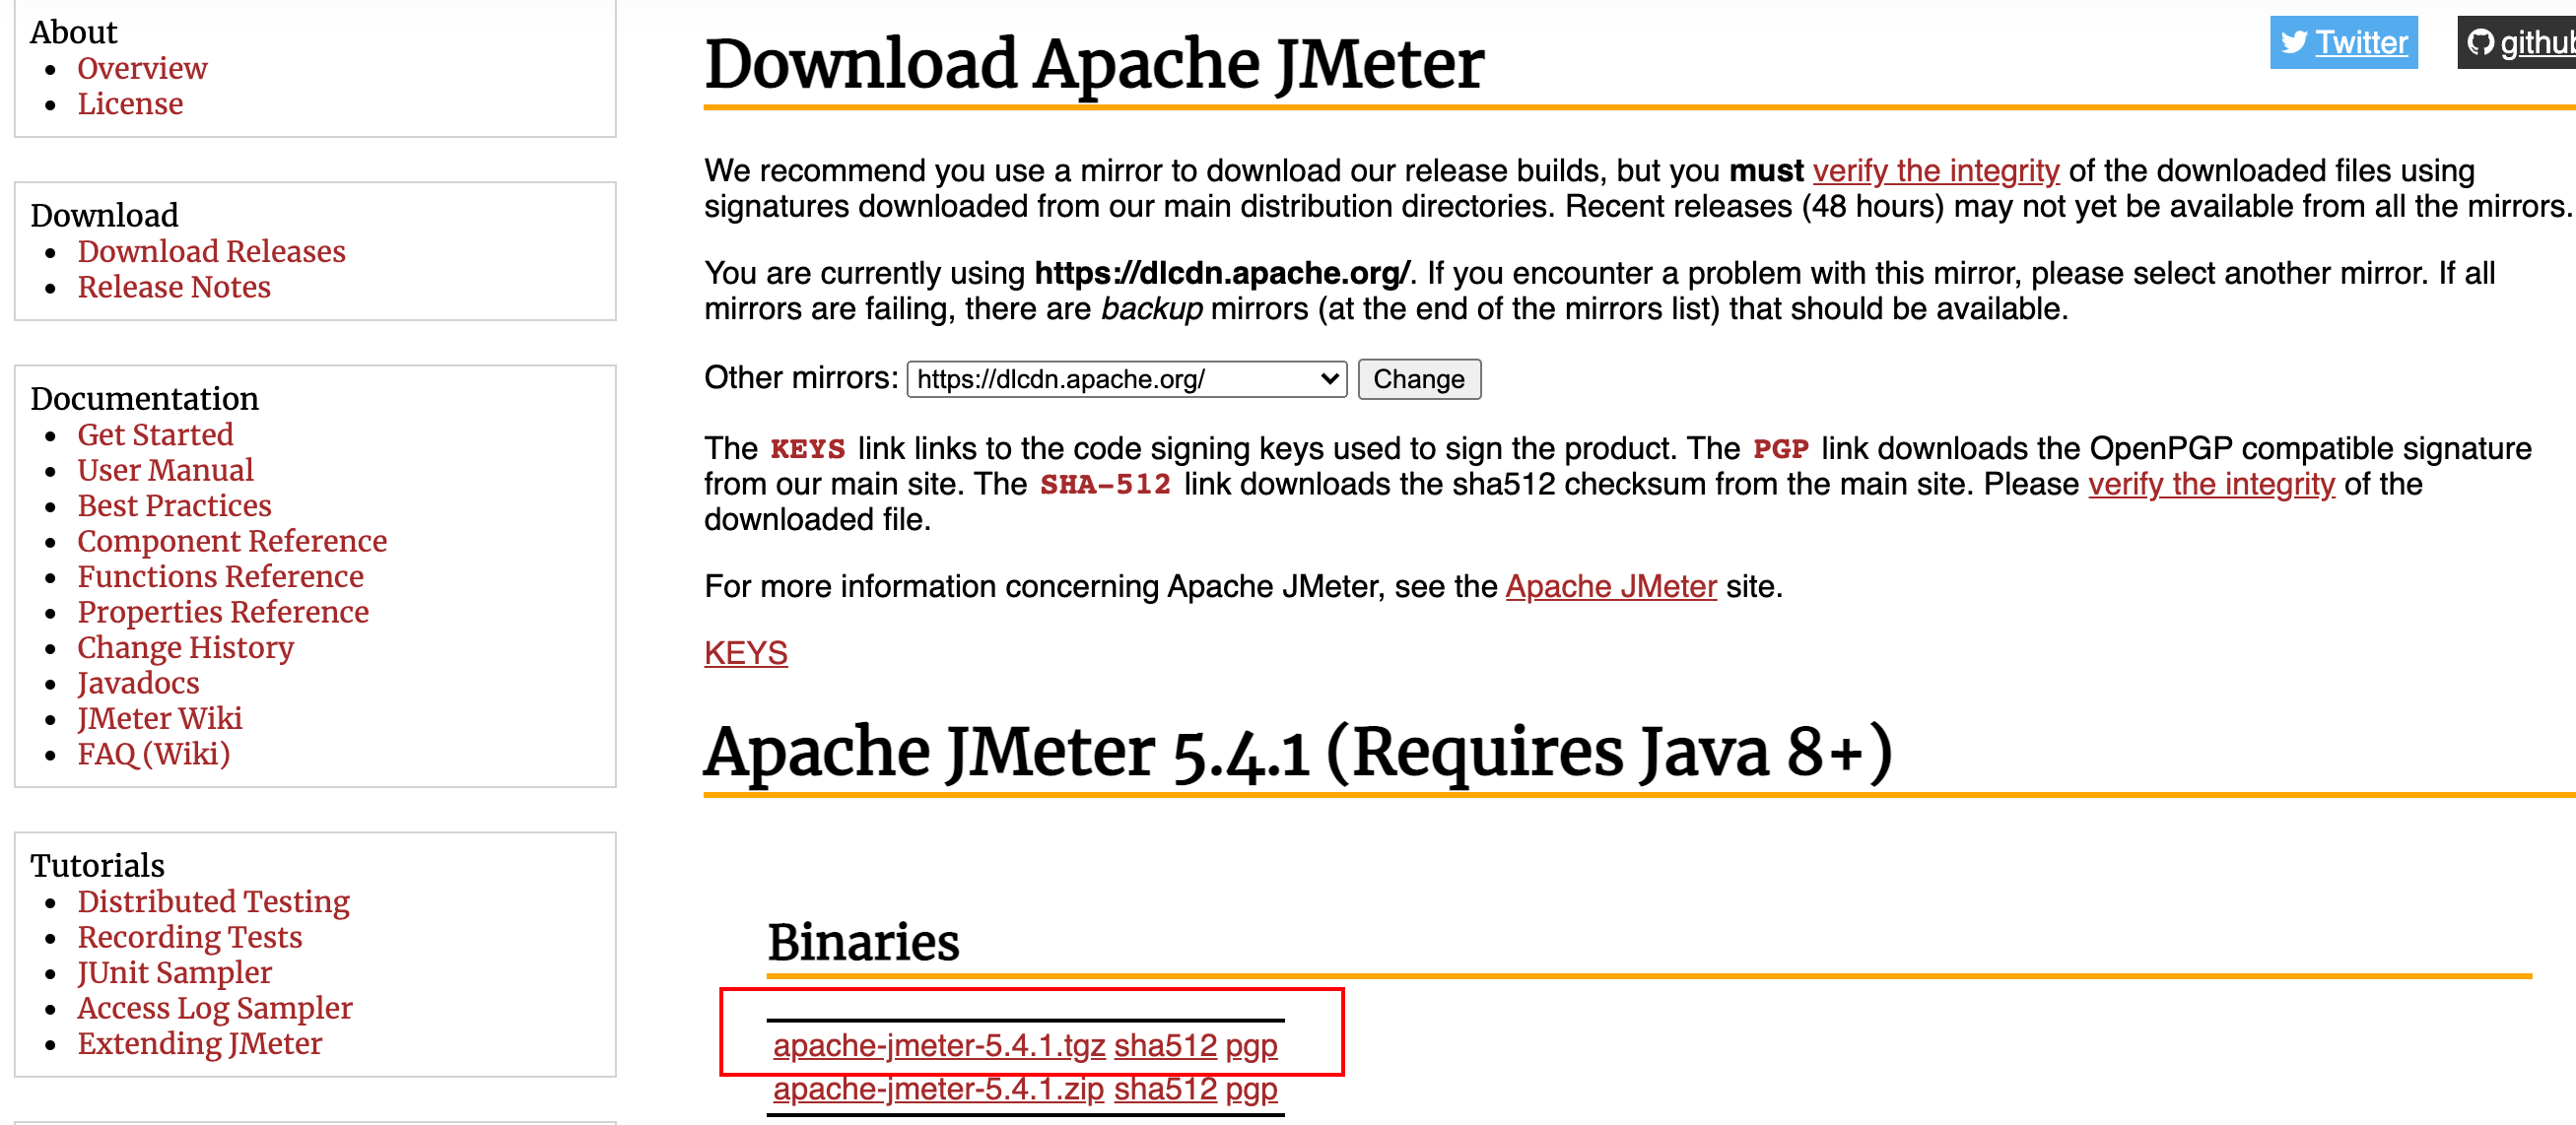 About
Overview
License
Download
Download Releases
Release Notes
Documentation
Get Started
User Manual
Best Practices
Component Reference
Functions Reference
Properties Reference
Change History
Javadocs
JMeter Wiki
FAQ (Wiki)
Tutorials
Distributed Testing
Recording Tests
JUnit Sampler
Access Log Sampler
Extending JMeter
Twitter
github
Download Apache JMeter
We recommend you use a mirror to download our release builds, but you must verify the integrity of the downloaded files using
signatures downloaded from our main distribution directories. Recent releases (48 hours) may not yet be available from all the mirrors.
You are currently using https://dlcdn.apache.org/. If you encounter a problem with this mirror, please select another mirror. If all
mirrors are failing, there are backup mirrors (at the end of the mirrors list) that should be available.
Other mirrors: https://dlcdn.apache.org/ Change
The KEYS link links to the code signing keys used to sign the product. The PGP link downloads the OpenPGP compatible signature
from our main site. The SHA-512 link downloads the sha512 checksum from the main site. Please verify the integrity of the
downloaded file.
For more information concerning Apache JMeter, see the Apache JMeter site.
KEYS
Apache JMeter 5.4.1 (Requires Java 8+)
Binaries
apache-jmeter-5.4.1.tgz sha512 pgp
apache-jmeter-5.4.1.zip sha512 pgp